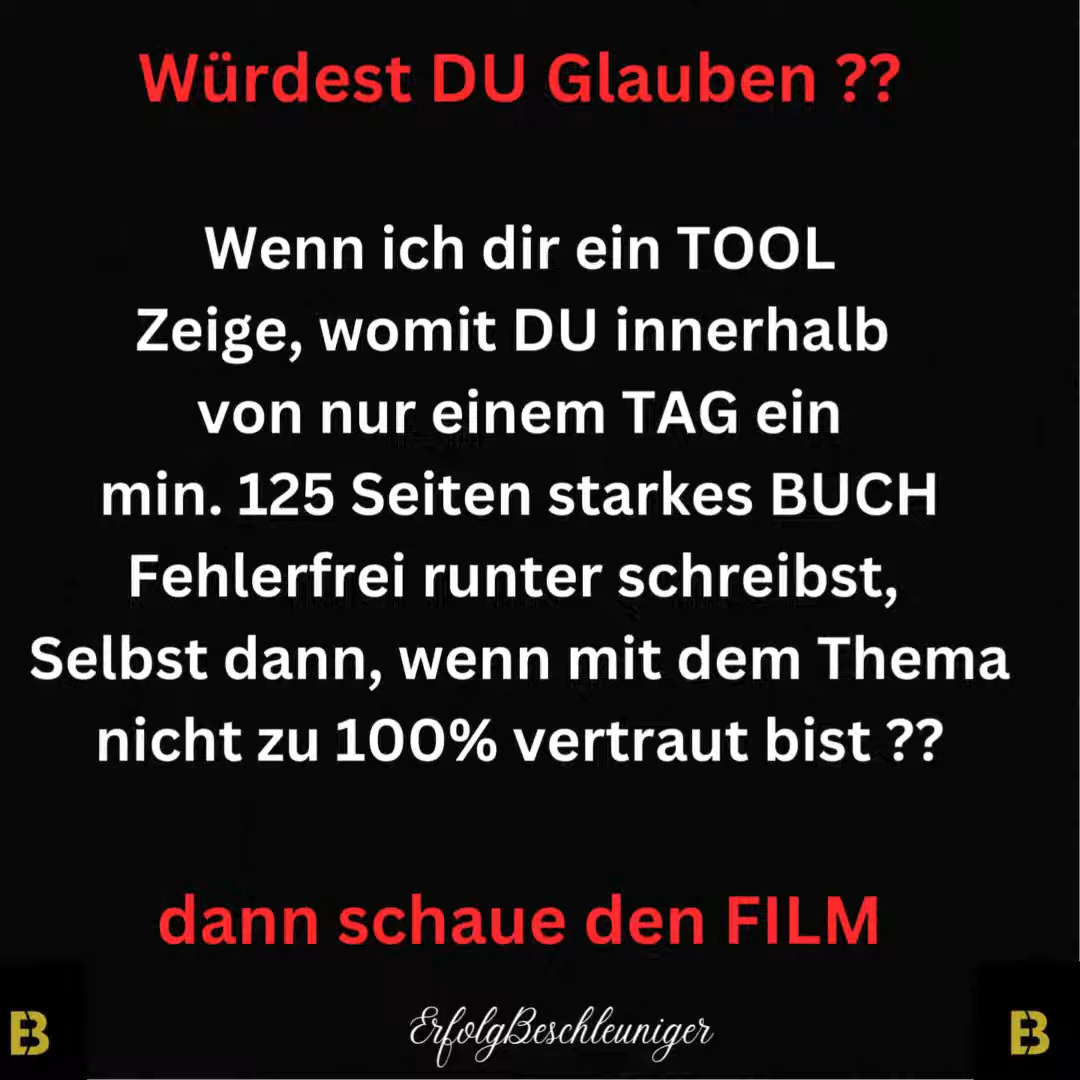 Würdest DU Glauben ??
Wenn ich dir ein TOOL
Zeige, womit DU innerhalb
von nur einem TAG ein
min. 125 Seiten starkes BUCH
Fehlerfrei runter schreibst,
Selbst dann, wenn mit dem Thema
nicht zu 100% vertraut bist ??
dann schaue den FILM
ErfolgBeschleuniger